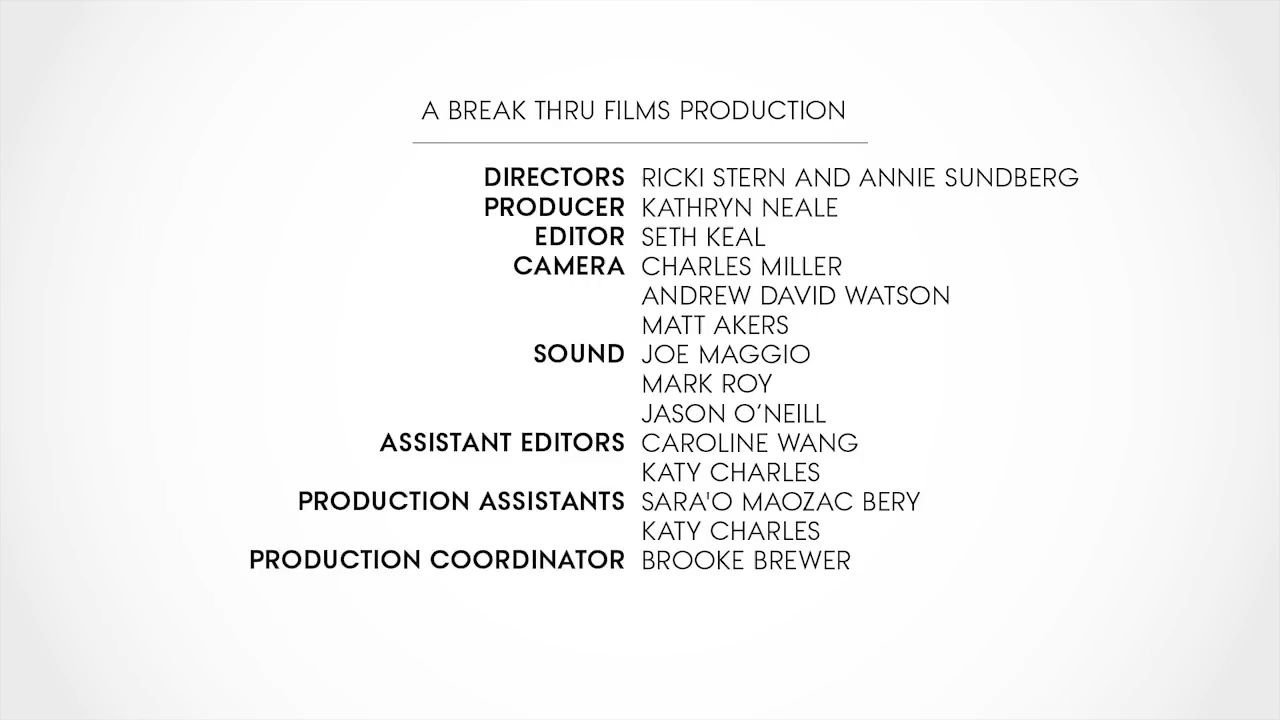 A BREAK THRU FILMS PRODUCTION
DIRECTORS RICKI STERN AND ANNIE SUNDBERG
PRODUCER KATHRYN NEALE
EDITOR SETH KEAL
CAMERA CHARLES MILLER
ANDREW DAVID WATSON
MATT AKERS
SOUND JOE MAGGIO
MARK ROY
JASON O’NEILL
ASSISTANT EDITORS CAROLINE WANG
KATY CHARLES
PRODUCTION ASSISTANTS SARA'O MAOZAC BERY
KATY CHARLES
PRODUCTION COORDINATOR BROOKE BREWER